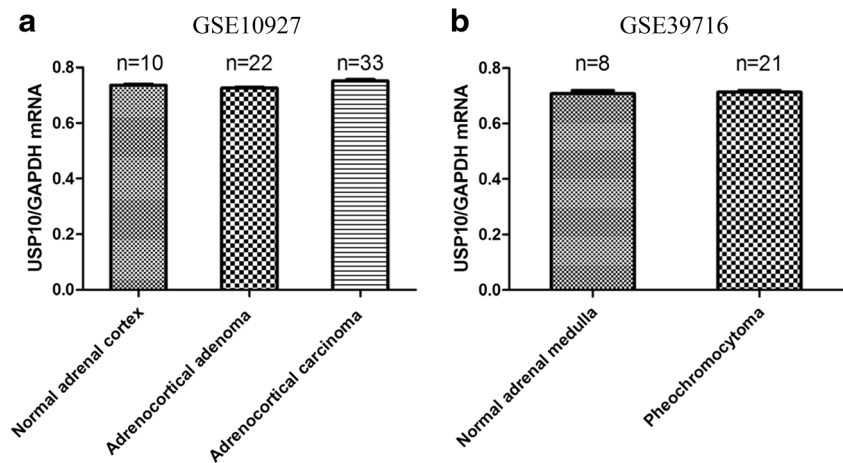 a
GSE10927
n=10
n=22
n=33
USP10/GAPDH mRNA
0.8
0.6
0.4
0.2
0.0
Normal adrenal cortex
Adrenocortical adenoma
Adrenocortical carcinoma
b
GSE39716
n=8
n=21
USP10/GAPDH mRNA
0.8
0.6
0.4
0.2
0.0
Normal adrenal medulla
Pheochromocytoma